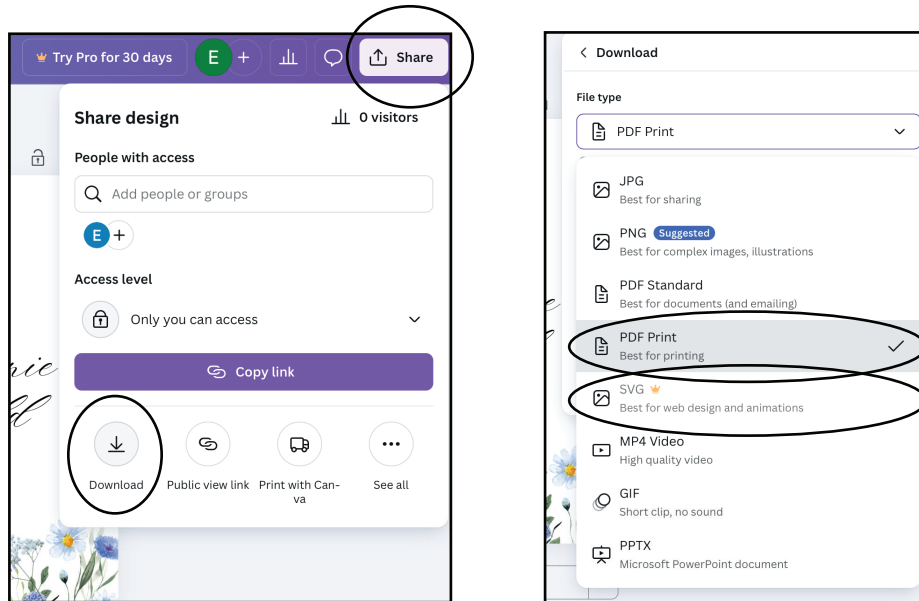 Try Pro for 30 days
E
+
Share
Share design
0 visitors
People with access
Add people or groups
E
+
Access level
Only you can access
Copy link
Download
Public view link
Print with Can-
va
See all
Download
File type
PDF Print
JPG
Best for sharing
PNG Suggested
Best for complex images, illustrations
PDF Standard
Best for documents (and emailing)
PDF Print
Best for printing
SVG
Best for web design and animations
MP4 Video
High quality video
GIF
Short clip, no sound
PPTX
Microsoft PowerPoint document